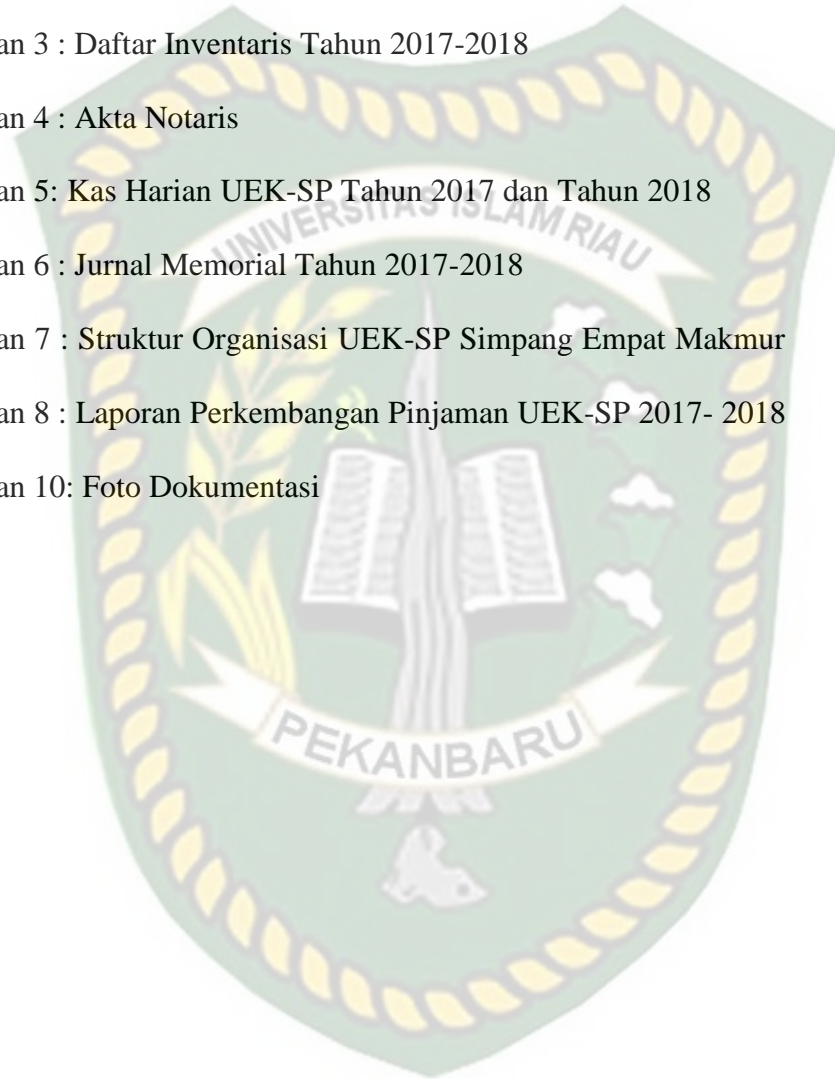 an 3 : Daftar Inventaris Tahun 2017-2018
an 4 : Akta Notaris
an 5: Kas Harian UEK-SP Tahun 2017 dan Tahun 2018
UNIVERSITAS ISLAM RIAU
an 6 : Jurnal Memorial Tahun 2017-2018
an 7 : Struktur Organisasi UEK-SP Simpang Empat Makmur
an 8 : Laporan Perkembangan Pinjaman UEK-SP 2017- 2018
an 10: Foto Dokumentasi
PEKANBARU